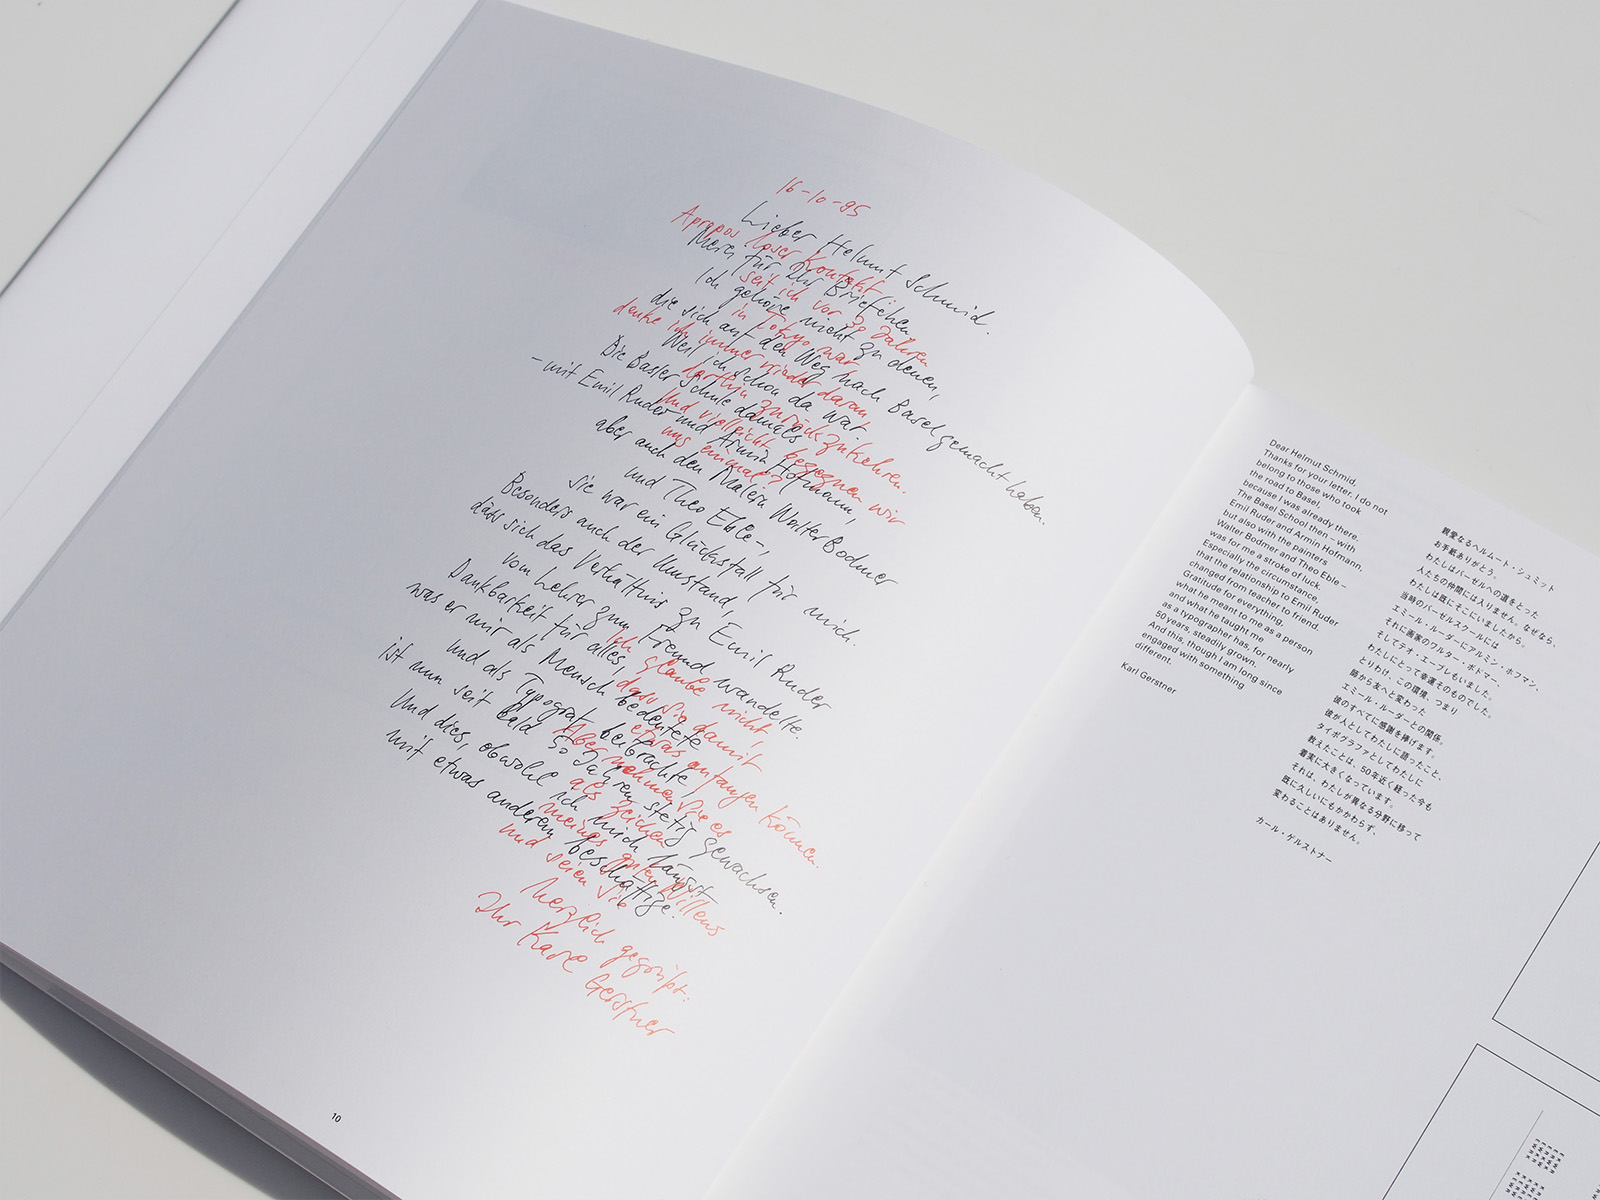 16-10-95
Lieber Helmut Schmid.
Merci für Ihr Briefchen
Ich gehöre nicht zu denen,
die sich auf den Weg nach Basel gemacht haben.
Weil ich schon da war.
Die Basler Schule damals
– mit Emil Ruder und Armin Hofmann,
aber auch den Malern Walter Bodmer
und Theo Eble –,
sie war ein Glücksfall für mich.
Besonders auch der Umstand,
dass sich das Verhältnis zu Emil Ruder
vom Lehrer zum Freund wandelte.
Dankbarkeit für alles,
was er mir als Mensch bedeutete
und als Typograf beibrachte,
ist nun seit bald 50 Jahren stetig gewachsen.
Und dies, obwohl ich mich längst
mit etwas anderem beschäftige.
Apropos loser Kontakt:
seit ich vor 39 Jahren
in Tokyo war
denke ich immer wieder daran
dorthin zurückzukehren.
Und vielleicht begegnen wir
uns einmal?
Ich glaube nicht,
dass Sie damit
etwas anfangen können.
Aber nehmen Sie es
als Zeichen
meines guten Willens
und seien Sie
herzlich gegrüsst:
Ihr Karl Gerstner
10
Dear Helmut Schmid,
Thanks for your letter. I do not
belong to those who took
the road to Basel,
because I was already there.
The Basel School then – with
Emil Ruder and Armin Hofmann,
but also with the painters
Walter Bodmer and Theo Eble –
was for me a stroke of luck.
Especially the circumstance
that the relationship to Emil Ruder
changed from teacher to friend.
Gratitude for everything,
what he meant to me as a person
and what he taught me
as a typographer has, for nearly
50 years, steadily grown.
And this, though I am long since
engaged with something
different.
Karl Gerstner
親愛なるヘルムート・シュミット
お手紙ありがとう。
わたしはバーゼルへの道をとった
人たちの仲間には入りません。なぜなら、
わたしは既にそこにいましたから。
当時のバーゼルスクールには
エミール・ルーダーにアルミン・ホフマン、
それに画家のワルター・ボドマー、
そしてテオ・エーブレもいました。
わたしにとって幸運そのものでした。
とりわけ、この環境、つまり
師から友へと変わった
エミール・ルーダーとの関係。
彼のすべてに感謝を捧げます。
彼が人としてわたしに語ったこと、
タイポグラファとしてわたしに
教えたことは、50年近く経った今も
着実に大きくなっています。
それは、わたしが異なる分野に移って
既に久しいにもかかわらず、
変わることはありません。
カール・ゲルストナー